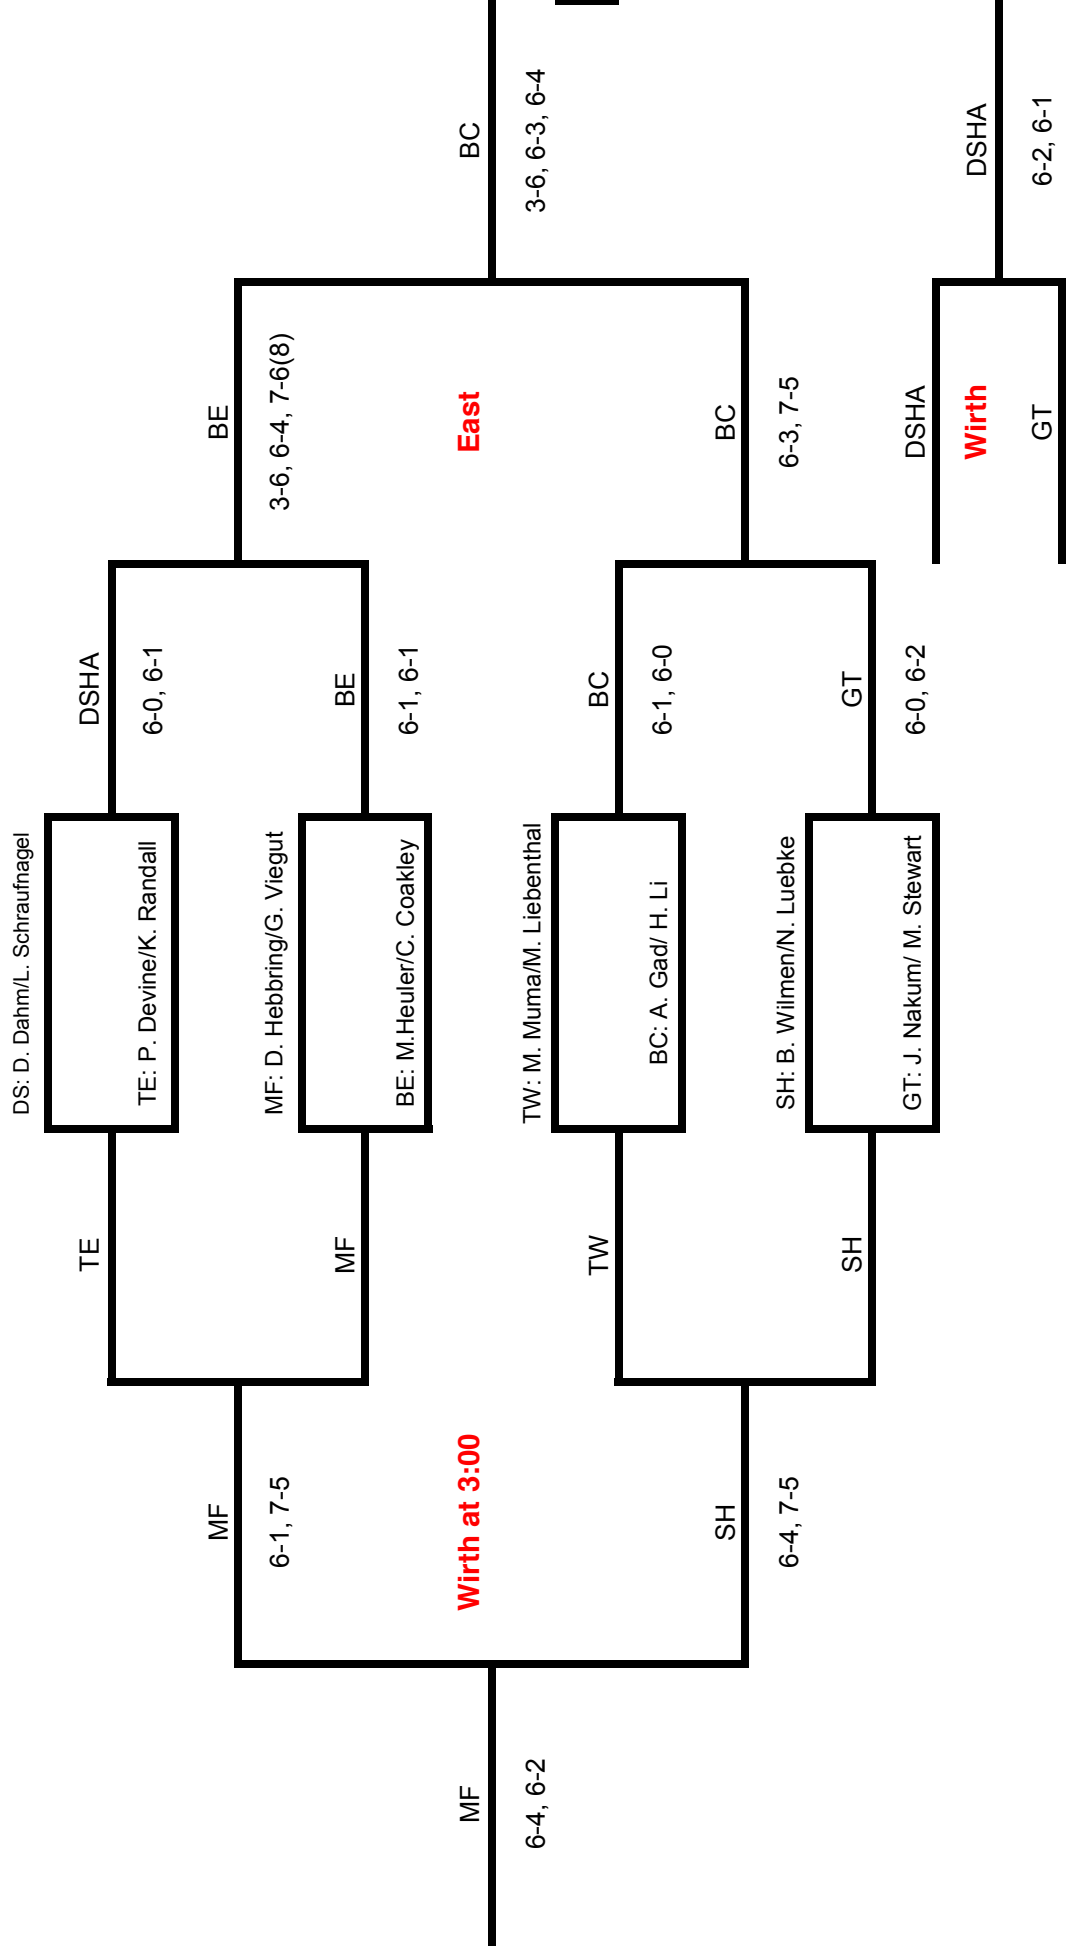 DS: D. Dahm/L. Schraufnagel
TE
DSHA
TE: P. Devine/K. Randall
6-0, 6-1
MF
BE
6-1, 7-5
3-6, 6-4, 7-6(8)
MF: D. Hebbring/G. Viegut
MF
BE
BE: M.Heuler/C. Coakley
6-1, 6-1
MF
Wirth at 3:00
East
BC
6-4, 6-2
3-6, 6-3, 6-4
TW: M. Muma/M. Liebenthal
TW
BC
BC: A. Gad/ H. Li
6-1, 6-0
SH
BC
6-4, 7-5
6-3, 7-5
SH: B. Wilmen/N. Luebke
SH
GT
GT: J. Nakum/ M. Stewart
6-0, 6-2
DSHA
Wirth
DSHA
GT
6-2, 6-1